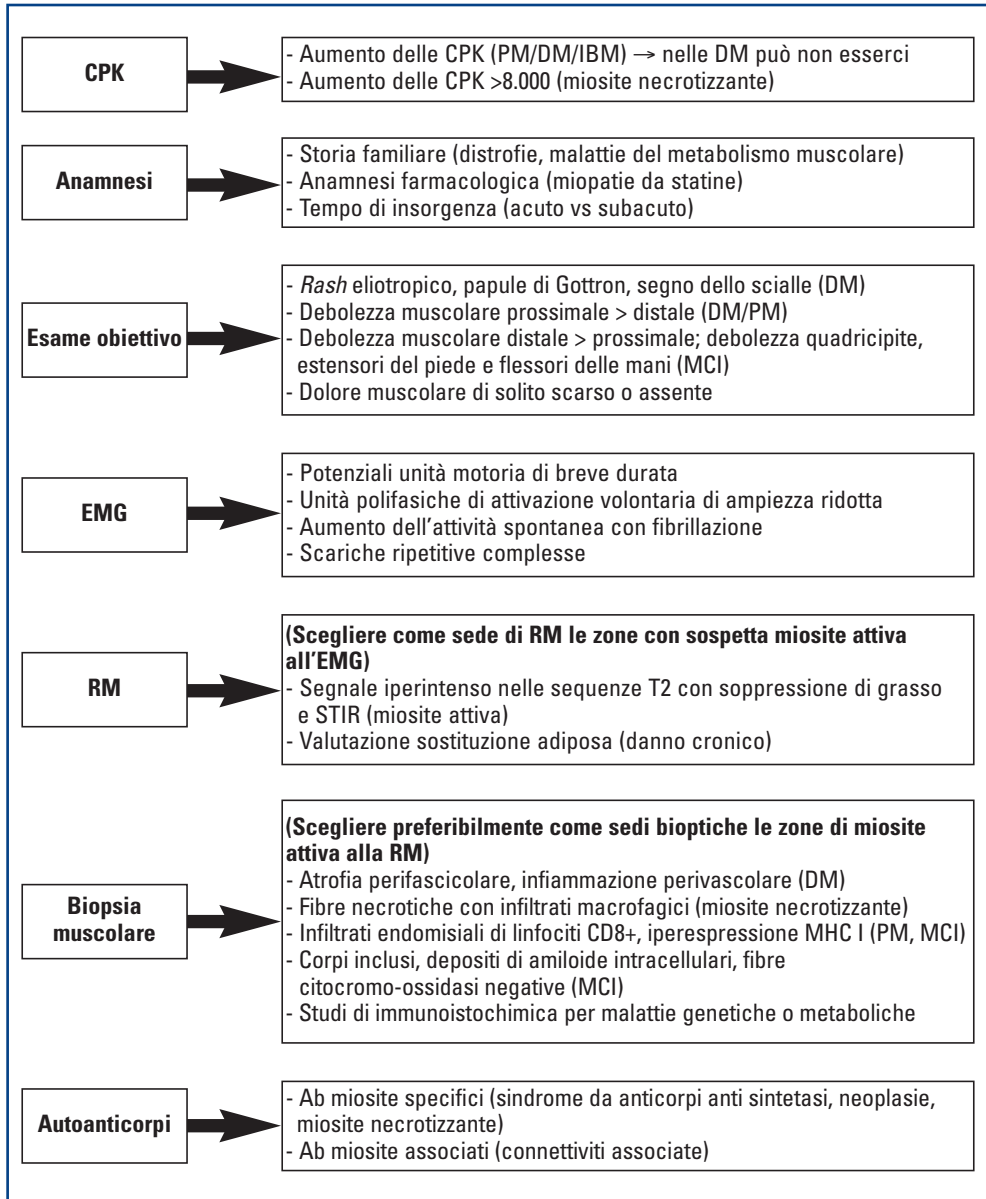 CPK
- Aumento delle CPK (PM/DM/IBM) → nelle DM può non esserci
- Aumento delle CPK >8.000 (miosite necrotizzante)
Anamnesi
- Storia familiare (distrofie, malattie del metabolismo muscolare)
- Anamnesi farmacologica (miopatie da statine)
- Tempo di insorgenza (acuto vs subacuto)
Esame obiettivo
- Rash eliotropico, papule di Gottron, segno dello scialle (DM)
- Debolezza muscolare prossimale > distale (DM/PM)
- Debolezza muscolare distale > prossimale; debolezza quadricipite,
estensori del piede e flessori delle mani (MCI)
- Dolore muscolare di solito scarso o assente
EMG
- Potenziali unità motoria di breve durata
- Unità polifasiche di attivazione volontaria di ampiezza ridotta
- Aumento dell'attività spontanea con fibrillazione
- Scariche ripetitive complesse
RM
(Scegliere come sede di RM le zone con sospetta miosite attiva
all'EMG)
- Segnale iperintenso nelle sequenze T2 con soppressione di grasso
e STIR (miosite attiva)
- Valutazione sostituzione adiposa (danno cronico)
Biopsia
muscolare
(Scegliere preferibilmente come sedi bioptiche le zone di miosite
attiva alla RM)
- Atrofia perifascicolare, infiammazione perivascolare (DM)
- Fibre necrotiche con infiltrati macrofagici (miosite necrotizzante)
- Infiltrati endomisiali di linfociti CD8+, iperespressione MHC I (PM, MCI)
- Corpi inclusi, depositi di amiloide intracellulari, fibre
citocromo-ossidasi negative (MCI)
- Studi di immunoistochimica per malattie genetiche o metaboliche
Autoanticorpi
- Ab miosite specifici (sindrome da anticorpi anti sintetasi, neoplasie,
miosite necrotizzante)
- Ab miosite associati (connettiviti associate)